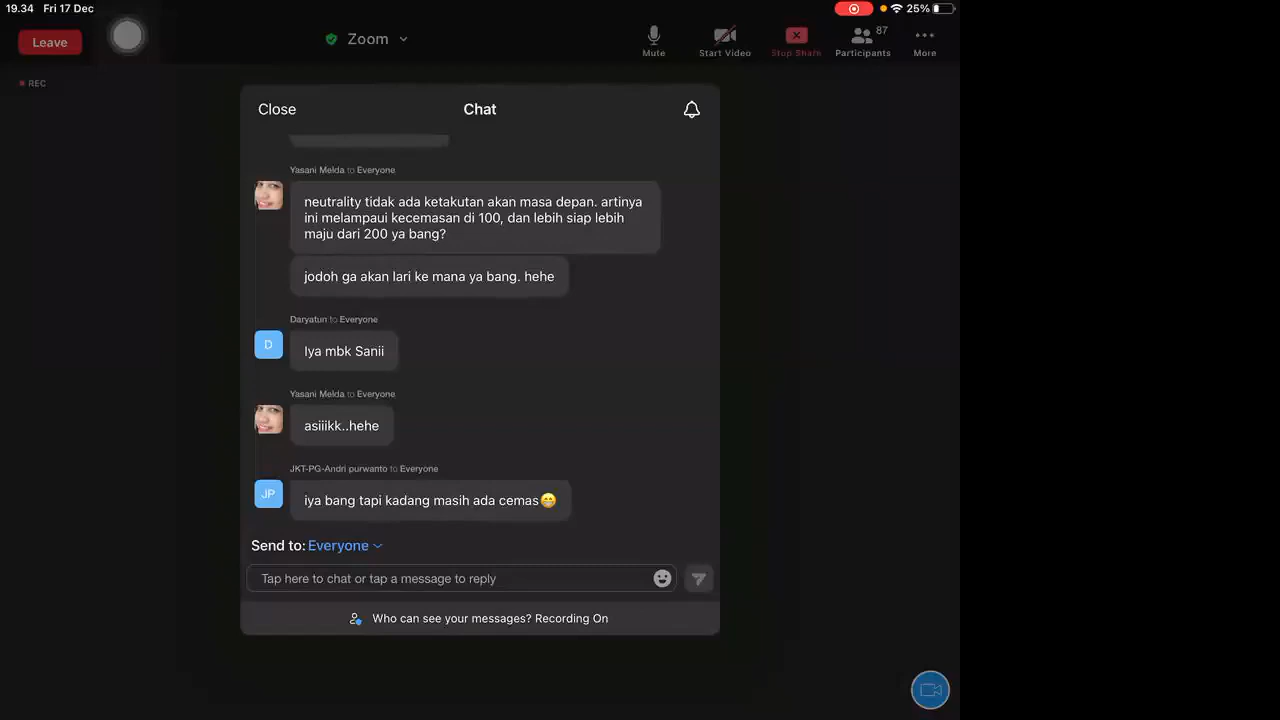 19.34 Fri 17 Dec
25%
Leave
Zoom
Mute
Start Video
Stop Share
87
Participants
More
REC
Close
Chat
Yasani Melda to Everyone
neutrality tidak ada ketakutan akan masa depan. artinya
ini melampaui kecemasan di 100, dan lebih siap lebih
maju dari 200 ya bang?
jodoh ga akan lari ke mana ya bang. hehe
Daryatun to Everyone
D
Iya mbk Sanii
Yasani Melda to Everyone
asiiikk..hehe
JKT-PG-Andri purwanto to Everyone
JP
iya bang tapi kadang masih ada cemas😁
Send to: Everyone
Tap here to chat or tap a message to reply
Who can see your messages? Recording On